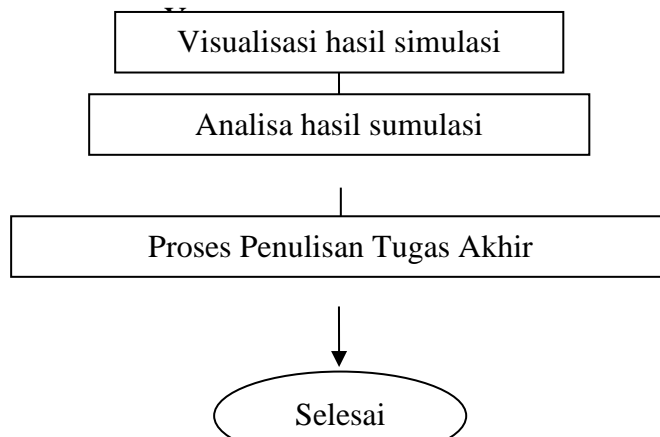 Visualisasi hasil simulasi
Analisa hasil sumulasi
Proses Penulisan Tugas Akhir
Selesai